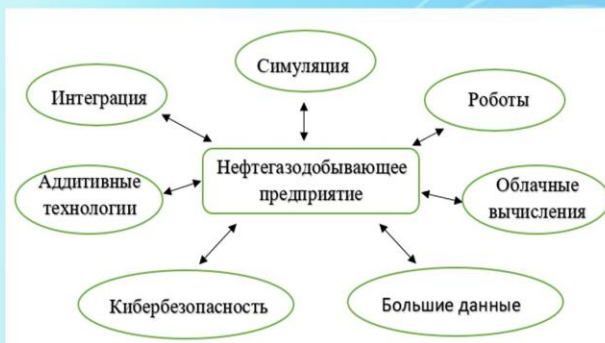 Симуляция
Интеграция
Роботы
Нефтегазодобывающее
предприятие
Аддитивные
технологии
Облачные
вычисления
Кибербезопасность
Большие данные